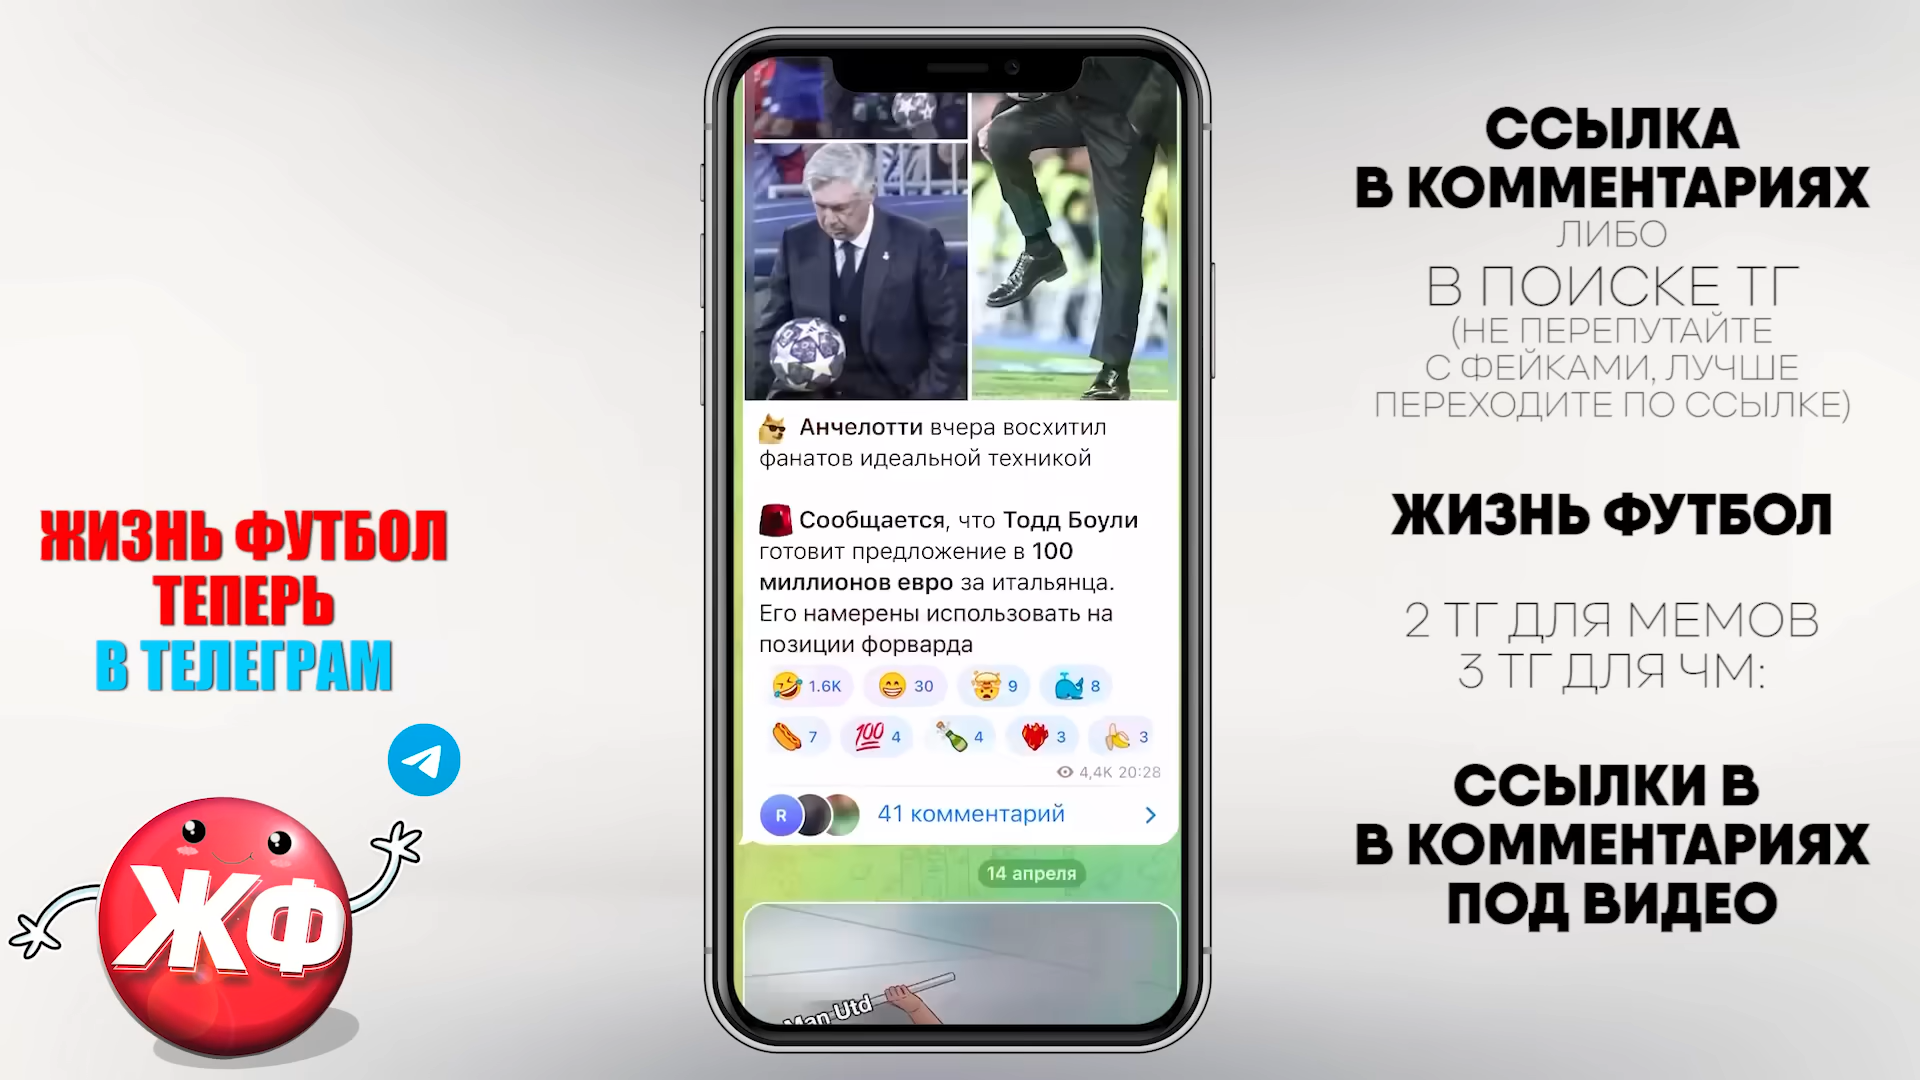 ЖИЗНЬ ФУТБОЛ
ТЕПЕРЬ
В ТЕЛЕГРАМ
ЖФ
Анчелотти вчера восхитил
фанатов идеальной техникой
Сообщается, что Тодд Боули
готовит предложение в 100
миллионов евро за итальянца.
Его намерены использовать на
позиции форварда
1.6K 30 9 8
7 100 4 4 3 3
4,4K 20:28
R 41 комментарий
14 апреля
Man Utd
ССЫЛКА
В КОММЕНТАРИЯХ
ЛИБО
В ПОИСКЕ ТГ
(НЕ ПЕРЕПУТАЙТЕ
С ФЕЙКАМИ, ЛУЧШЕ
ПЕРЕХОДИТЕ ПО ССЫЛКЕ)
ЖИЗНЬ ФУТБОЛ
2 ТГ ДЛЯ МЕМОВ
3 ТГ ДЛЯ ЧМ:
ССЫЛКИ В
В КОММЕНТАРИЯХ
ПОД ВИДЕО